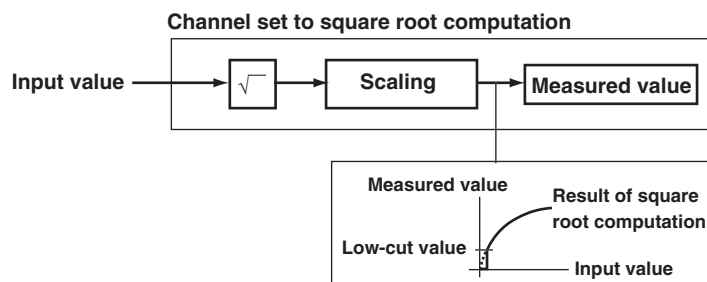 Channel set to square root computation
Input value
√
Scaling
Measured value
Measured value
Result of square
root computation
Low-cut value
Input value